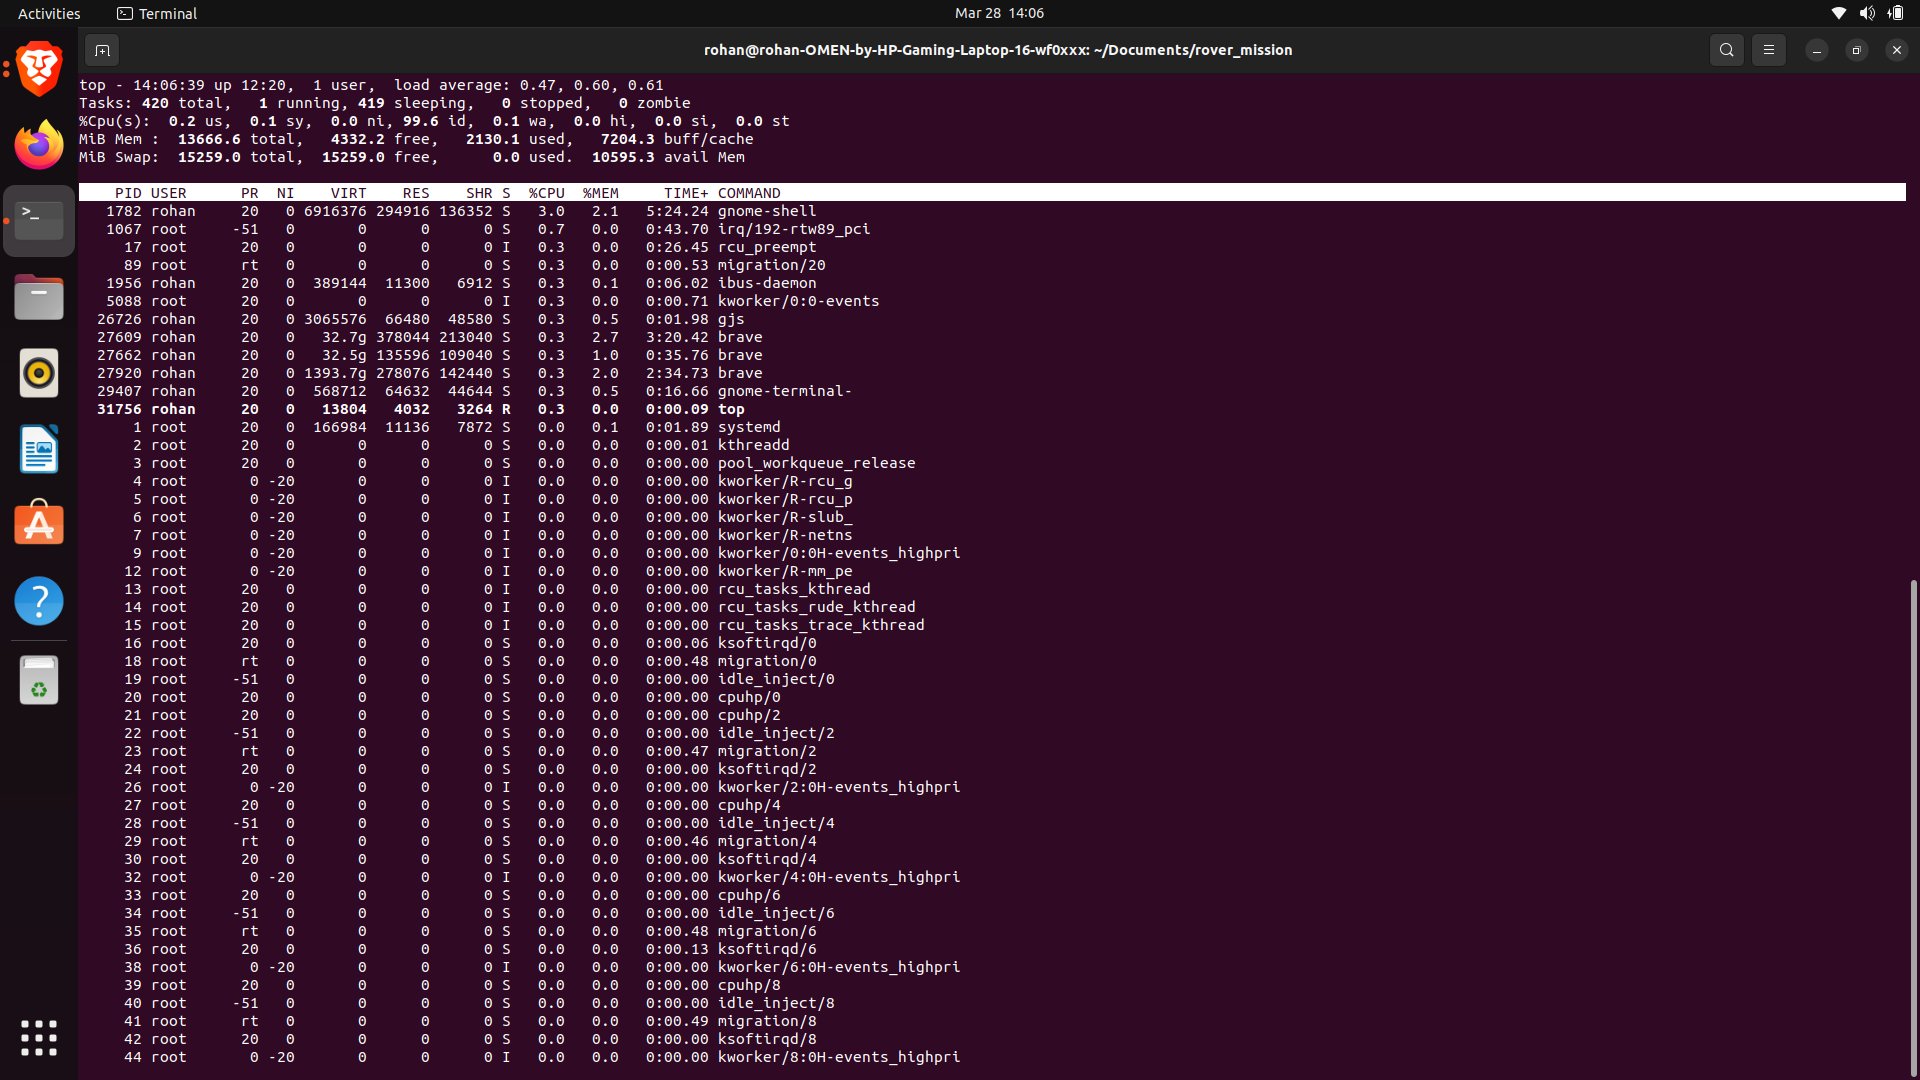 Activities Terminal Mar 28 14:06
rohan@rohan-OMEN-by-HP-Gaming-Laptop-16-wf0xxx: ~/Documents/rover_mission
top - 14:06:39 up 12:20,  1 user,  load average: 0.47, 0.60, 0.61
Tasks: 420 total,   1 running, 419 sleeping,   0 stopped,   0 zombie
%Cpu(s):  0.2 us,  0.1 sy,  0.0 ni, 99.6 id,  0.1 wa,  0.0 hi,  0.0 si,  0.0 st
MiB Mem :  13666.6 total,   4332.2 free,   2130.1 used,   7204.3 buff/cache
MiB Swap:  15259.0 total,  15259.0 free,      0.0 used.  10595.3 avail Mem
PID USER PR NI VIRT RES SHR S %CPU %MEM TIME+ COMMAND
1782 rohan 20 0 6916376 294916 136352 S 3.0 2.1 5:24.24 gnome-shell
1067 root -51 0 0 0 0 S 0.7 0.0 0:43.70 irq/192-rtw89_pci
17 root 20 0 0 0 0 I 0.3 0.0 0:26.45 rcu_preempt
89 root rt 0 0 0 0 S 0.3 0.0 0:00.53 migration/20
1956 rohan 20 0 389144 11300 6912 S 0.3 0.1 0:06.02 ibus-daemon
5088 root 20 0 0 0 0 I 0.3 0.0 0:00.71 kworker/0:0-events
26726 rohan 20 0 3065576 66480 48580 S 0.3 0.5 0:01.98 gjs
27609 rohan 20 0 32.7g 378044 213040 S 0.3 2.7 3:20.42 brave
27662 rohan 20 0 32.5g 135596 109040 S 0.3 1.0 0:35.76 brave
27920 rohan 20 0 1393.7g 278076 142440 S 0.3 2.0 2:34.73 brave
29407 rohan 20 0 568712 64632 44644 S 0.3 0.5 0:16.66 gnome-terminal-
31756 rohan 20 0 13804 4032 3264 R 0.3 0.0 0:00.09 top
1 root 20 0 166984 11136 7872 S 0.0 0.1 0:01.89 systemd
2 root 20 0 0 0 0 S 0.0 0.0 0:00.01 kthreadd
3 root 20 0 0 0 0 S 0.0 0.0 0:00.00 pool_workqueue_release
4 root 0 -20 0 0 0 I 0.0 0.0 0:00.00 kworker/R-rcu_g
5 root 0 -20 0 0 0 I 0.0 0.0 0:00.00 kworker/R-rcu_p
6 root 0 -20 0 0 0 I 0.0 0.0 0:00.00 kworker/R-slub_
7 root 0 -20 0 0 0 I 0.0 0.0 0:00.00 kworker/R-netns
9 root 0 -20 0 0 0 I 0.0 0.0 0:00.00 kworker/0:0H-events_highpri
12 root 0 -20 0 0 0 I 0.0 0.0 0:00.00 kworker/R-mm_pe
13 root 20 0 0 0 0 I 0.0 0.0 0:00.00 rcu_tasks_kthread
14 root 20 0 0 0 0 I 0.0 0.0 0:00.00 rcu_tasks_rude_kthread
15 root 20 0 0 0 0 I 0.0 0.0 0:00.00 rcu_tasks_trace_kthread
16 root 20 0 0 0 0 S 0.0 0.0 0:00.06 ksoftirqd/0
18 root rt 0 0 0 0 S 0.0 0.0 0:00.48 migration/0
19 root -51 0 0 0 0 S 0.0 0.0 0:00.00 idle_inject/0
20 root 20 0 0 0 0 S 0.0 0.0 0:00.00 cpuhp/0
21 root 20 0 0 0 0 S 0.0 0.0 0:00.00 cpuhp/2
22 root -51 0 0 0 0 S 0.0 0.0 0:00.00 idle_inject/2
23 root rt 0 0 0 0 S 0.0 0.0 0:00.47 migration/2
24 root 20 0 0 0 0 S 0.0 0.0 0:00.00 ksoftirqd/2
26 root 0 -20 0 0 0 I 0.0 0.0 0:00.00 kworker/2:0H-events_highpri
27 root 20 0 0 0 0 S 0.0 0.0 0:00.00 cpuhp/4
28 root -51 0 0 0 0 S 0.0 0.0 0:00.00 idle_inject/4
29 root rt 0 0 0 0 S 0.0 0.0 0:00.46 migration/4
30 root 20 0 0 0 0 S 0.0 0.0 0:00.00 ksoftirqd/4
32 root 0 -20 0 0 0 I 0.0 0.0 0:00.00 kworker/4:0H-events_highpri
33 root 20 0 0 0 0 S 0.0 0.0 0:00.00 cpuhp/6
34 root -51 0 0 0 0 S 0.0 0.0 0:00.00 idle_inject/6
35 root rt 0 0 0 0 S 0.0 0.0 0:00.48 migration/6
36 root 20 0 0 0 0 S 0.0 0.0 0:00.13 ksoftirqd/6
38 root 0 -20 0 0 0 I 0.0 0.0 0:00.00 kworker/6:0H-events_highpri
39 root 20 0 0 0 0 S 0.0 0.0 0:00.00 cpuhp/8
40 root -51 0 0 0 0 S 0.0 0.0 0:00.00 idle_inject/8
41 root rt 0 0 0 0 S 0.0 0.0 0:00.49 migration/8
42 root 20 0 0 0 0 S 0.0 0.0 0:00.00 ksoftirqd/8
44 root 0 -20 0 0 0 I 0.0 0.0 0:00.00 kworker/8:0H-events_highpri